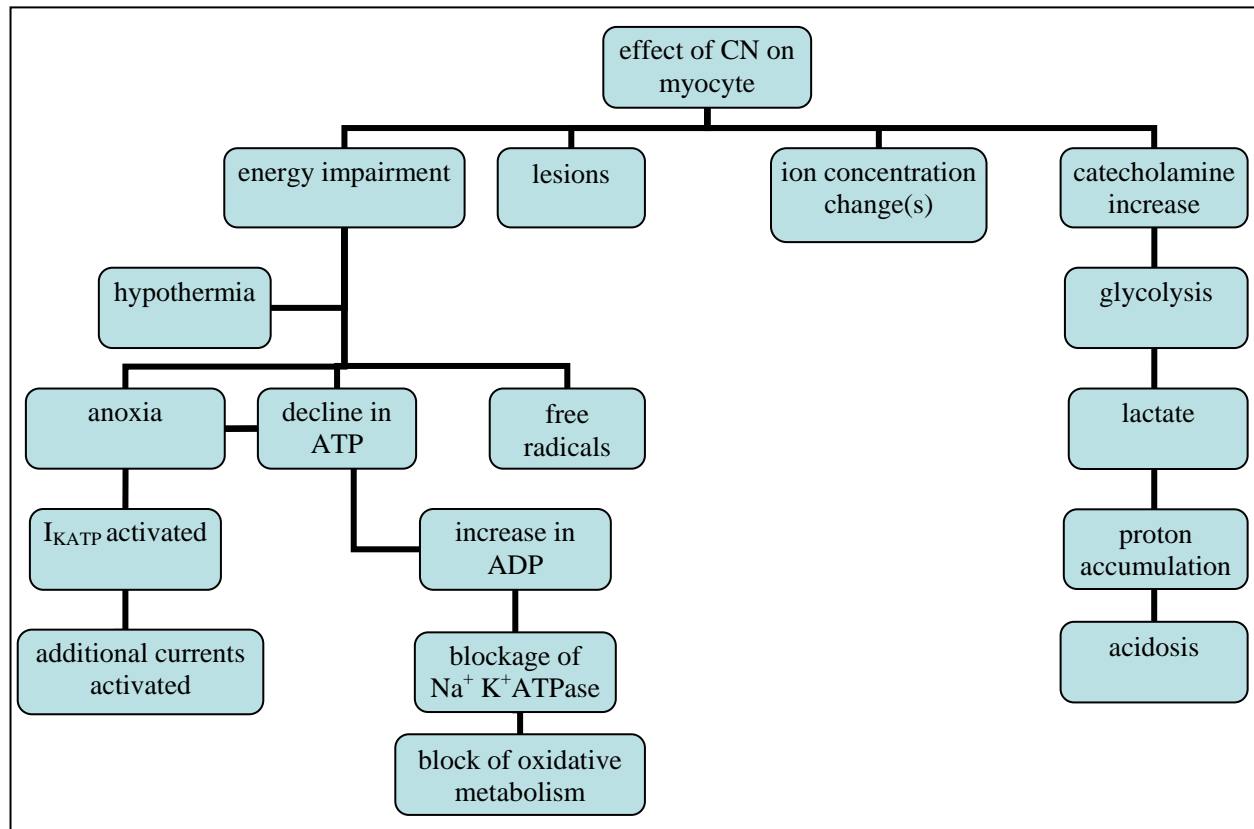 effect of CN on
myocyte
energy impairment
lesions
ion concentration
change(s)
catecholamine
increase
hypothermia
glycolysis
anoxia
decline in
ATP
free
radicals
lactate
IKATP activated
increase in
ADP
proton
accumulation
additional currents
activated
blockage of
Na+ K+ATPase
acidosis
block of oxidative
metabolism